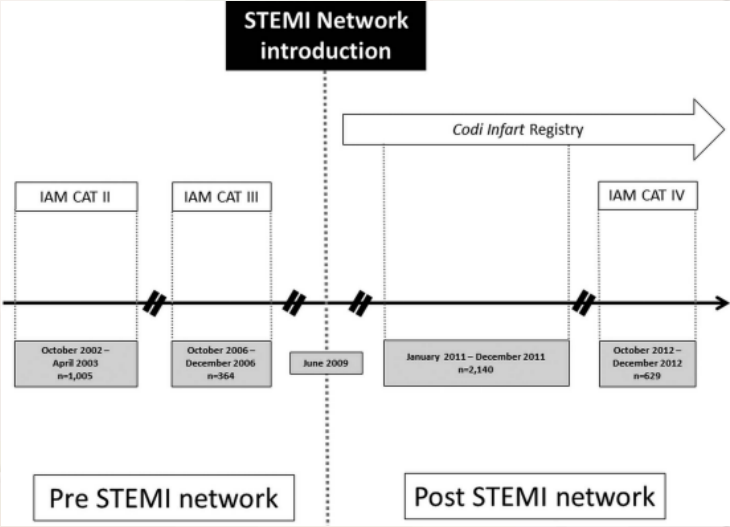 STEMI Network
introduction
Codi Infart Registry
IAM CAT II
IAM CAT III
IAM CAT IV
October 2002 –
April 2003
n=1,005
October 2006 –
December 2006
n=364
June 2009
January 2011 – December 2011
n=2,140
October 2012 –
December 2012
n=629
Pre STEMI network
Post STEMI network